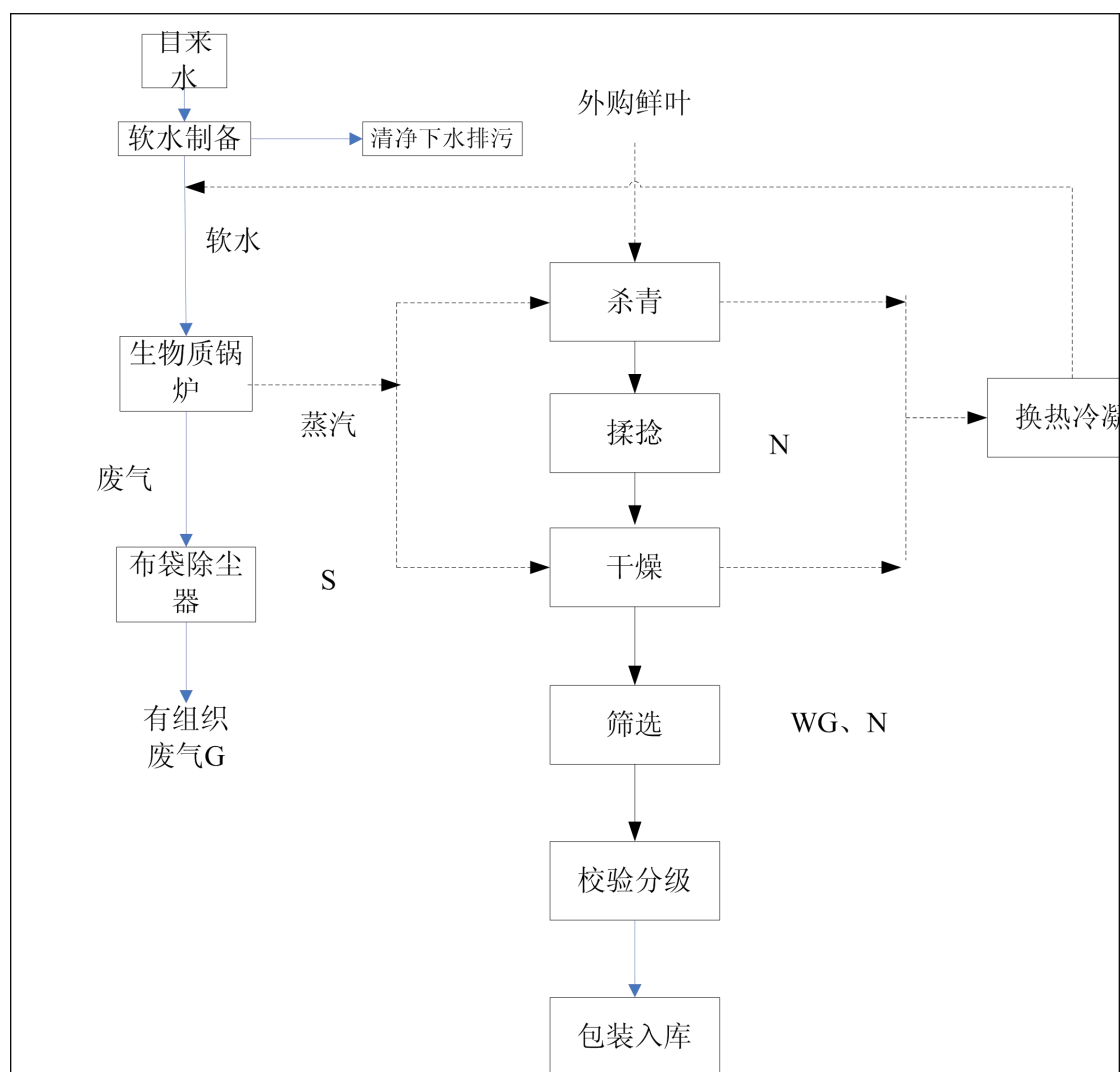 自来
水
外购鲜叶
软水制备
清净下水排污
软水
杀青
生物质锅
炉
蒸汽
揉捻
N
换热冷凝
废气
布袋除尘
器
S
干燥
有组织
废气G
筛选
WG、N
校验分级
包装入库